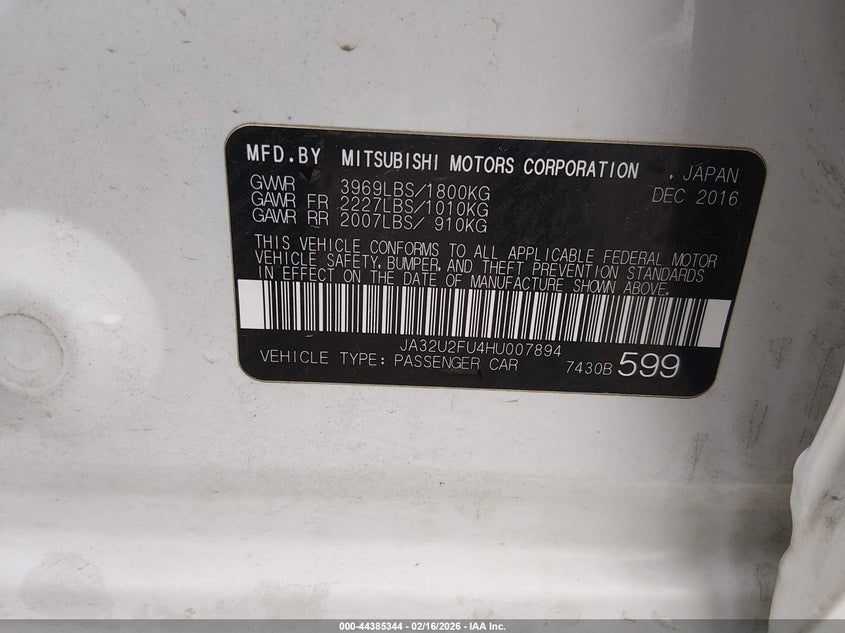 MFD.BY MITSUBISHI MOTORS CORPORATION , JAPAN
GVWR 3969LBS/1800KG DEC 2016
GAWR FR 2227LBS/1010KG
GAWR RR 2007LBS/ 910KG
THIS VEHICLE CONFORMS TO ALL APPLICABLE FEDERAL MOTOR
VEHICLE SAFETY, BUMPER, AND THEFT PREVENTION STANDARDS
IN EFFECT ON THE DATE OF MANUFACTURE SHOWN ABOVE.
JA32U2FU4HU007894
VEHICLE TYPE: PASSENGER CAR 7430B 599
000-44385344 - 02/16/2026 - IAA Inc.